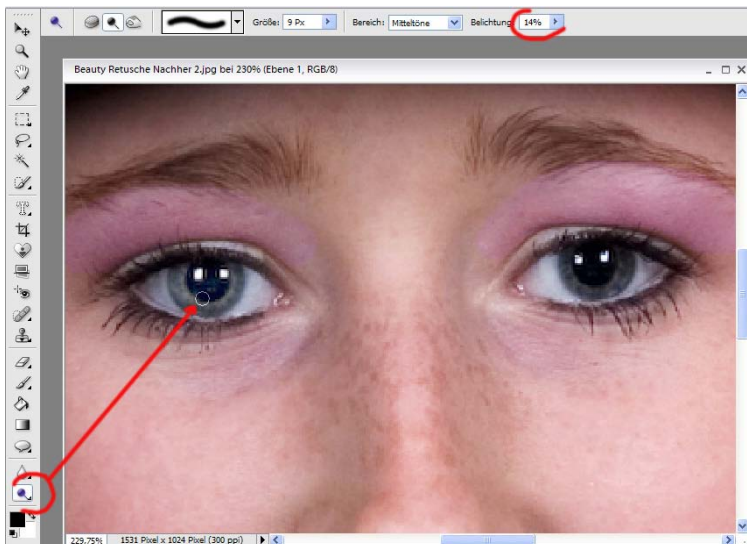 Größe: 9 Px Bereich: Mitteltöne Belichtung: 14%
Beauty Retusche Nachher 2.jpg bei 230% (Ebene 1, RGB/8)
229,75% 1531 Pixel x 1024 Pixel (300 ppi)